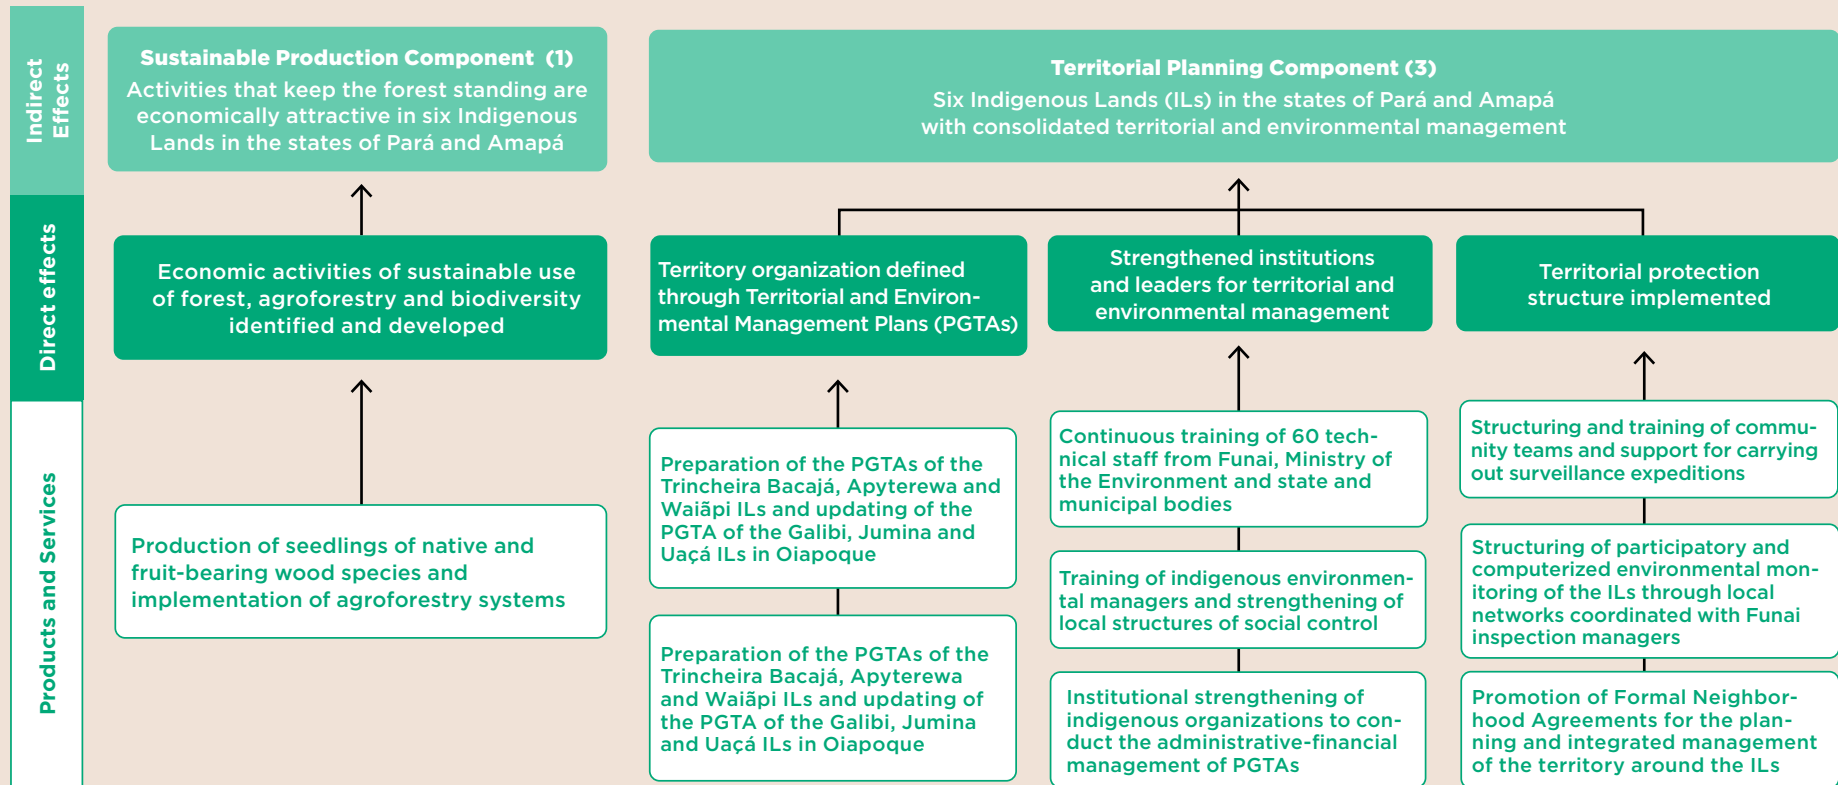 Indirect
Effects
Sustainable Production Component (1)
Activities that keep the forest standing are
economically attractive in six Indigenous
Lands in the states of Pará and Amapá
Territorial Planning Component (3)
Six Indigenous Lands (ILs) in the states of Pará and Amapá
with consolidated territorial and environmental management
Direct effects
Economic activities of sustainable use
of forest, agroforestry and biodiversity
identified and developed
Territory organization defined
through Territorial and Environ-
mental Management Plans (PGTAs)
Strengthened institutions
and leaders for territorial and
environmental management
Territorial protection
structure implemented
Products and Services
Production of seedlings of native and
fruit-bearing wood species and
implementation of agroforestry systems
Preparation of the PGTAs of the
Trincheira Bacajá, Apyterewa and
Waiãpi ILs and updating of the
PGTA of the Galibi, Jumina and
Uaçá ILs in Oiapoque
Preparation of the PGTAs of the
Trincheira Bacajá, Apyterewa
and Waiãpi ILs and updating of
the PGTA of the Galibi, Jumina
and Uaçá ILs in Oiapoque
Continuous training of 60 tech-
nical staff from Funai, Ministry of
the Environment and state and
municipal bodies
Training of indigenous environmen-
tal managers and strengthening of
local structures of social control
Institutional strengthening of
indigenous organizations to con-
duct the administrative-financial
management of PGTAs
Structuring and training of commu-
nity teams and support for carrying
out surveillance expeditions
Structuring of participatory and
computerized environmental mon-
itoring of the ILs through local
networks coordinated with Funai
inspection managers
Promotion of Formal Neighbor-
hood Agreements for the plan-
ning and integrated management
of the territory around the ILs